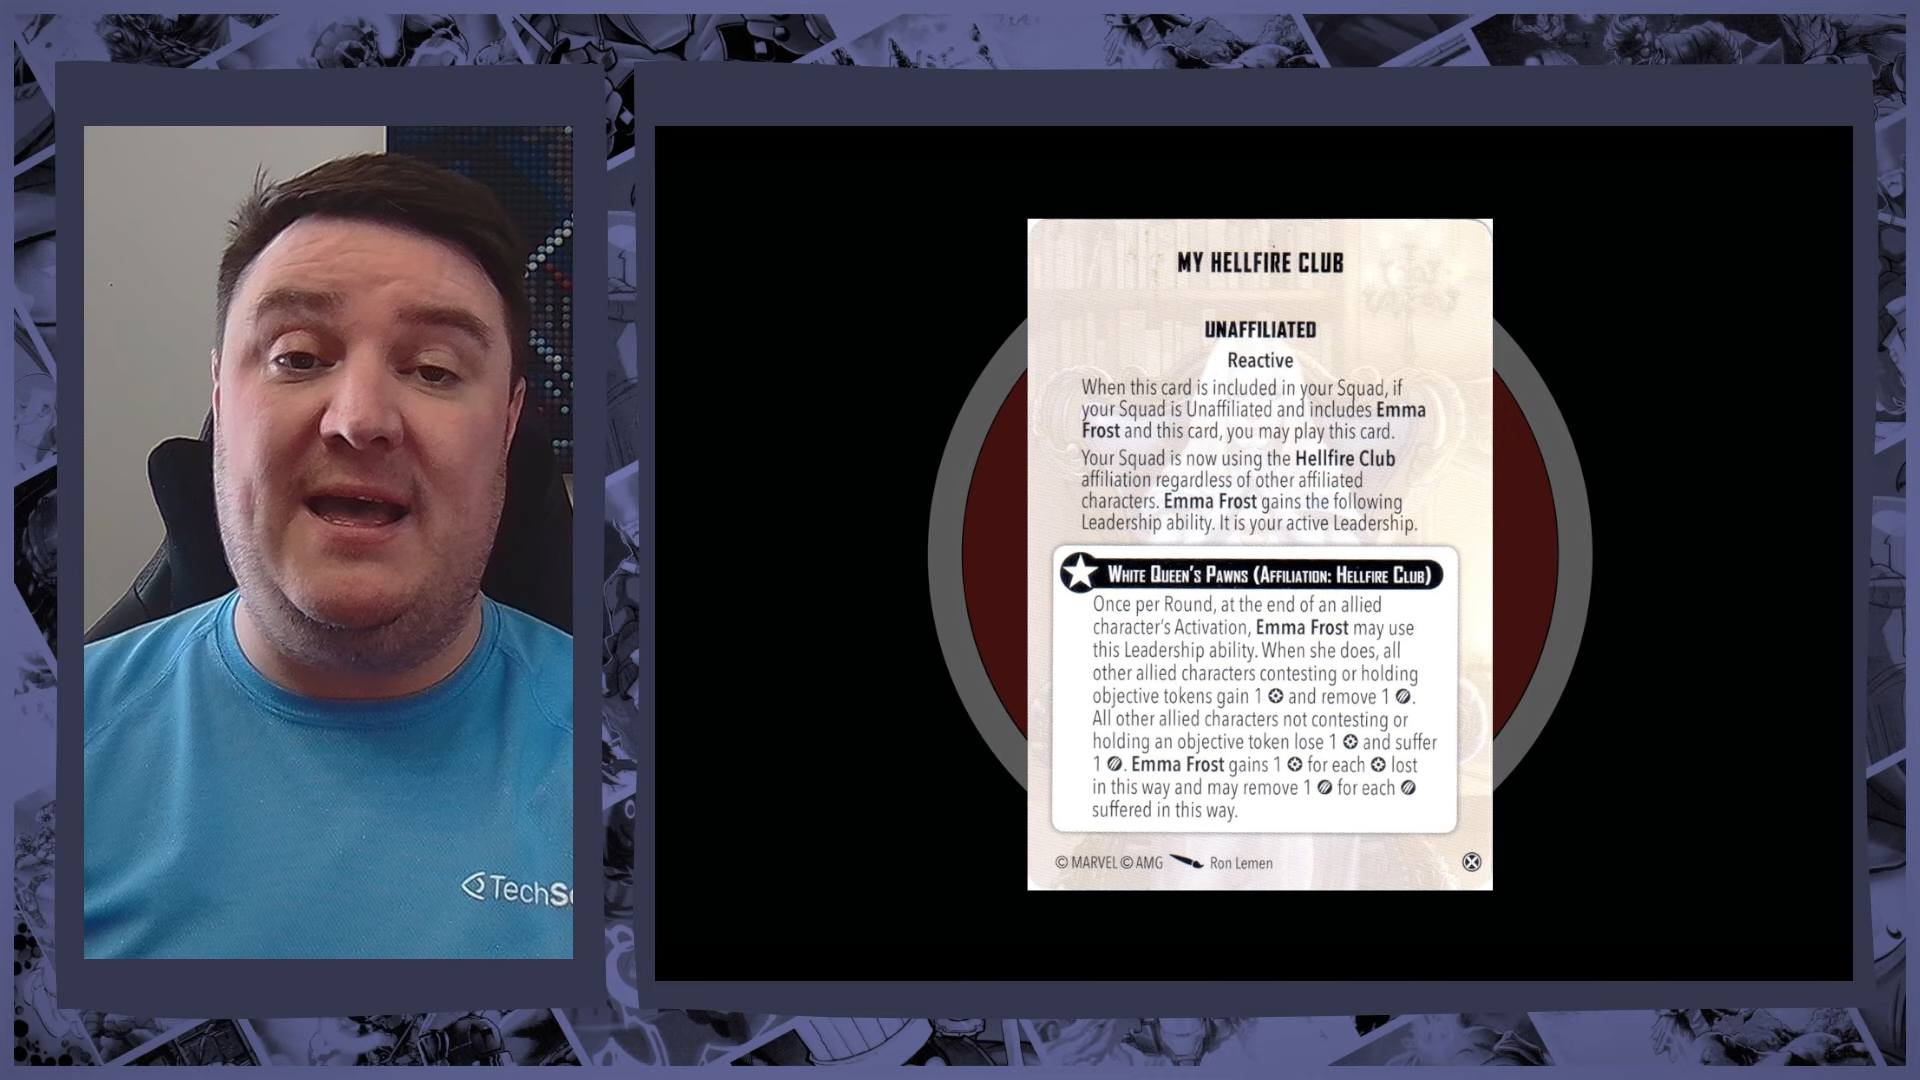 MY HELLFIRE CLUB
UNAFFILIATED
Reactive
When this card is included in your Squad, if
your Squad is Unaffiliated and includes Emma
Frost and this card, you may play this card.
Your Squad is now using the Hellfire Club
affiliation regardless of other affiliated
characters. Emma Frost gains the following
Leadership ability. It is your active Leadership.
WHITE QUEEN'S PAWNS (AFFILIATION: HELLFIRE CLUB)
Once per Round, at the end of an allied
character's Activation, Emma Frost may use
this Leadership ability. When she does, all
other allied characters contesting or holding
objective tokens gain 1 and remove 1 .
All other allied characters not contesting or
holding an objective token lose 1 and suffer
1 . Emma Frost gains 1 for each lost
in this way and may remove 1 for each
suffered in this way.
© MARVEL © AMG Ron Lemen
TechSo